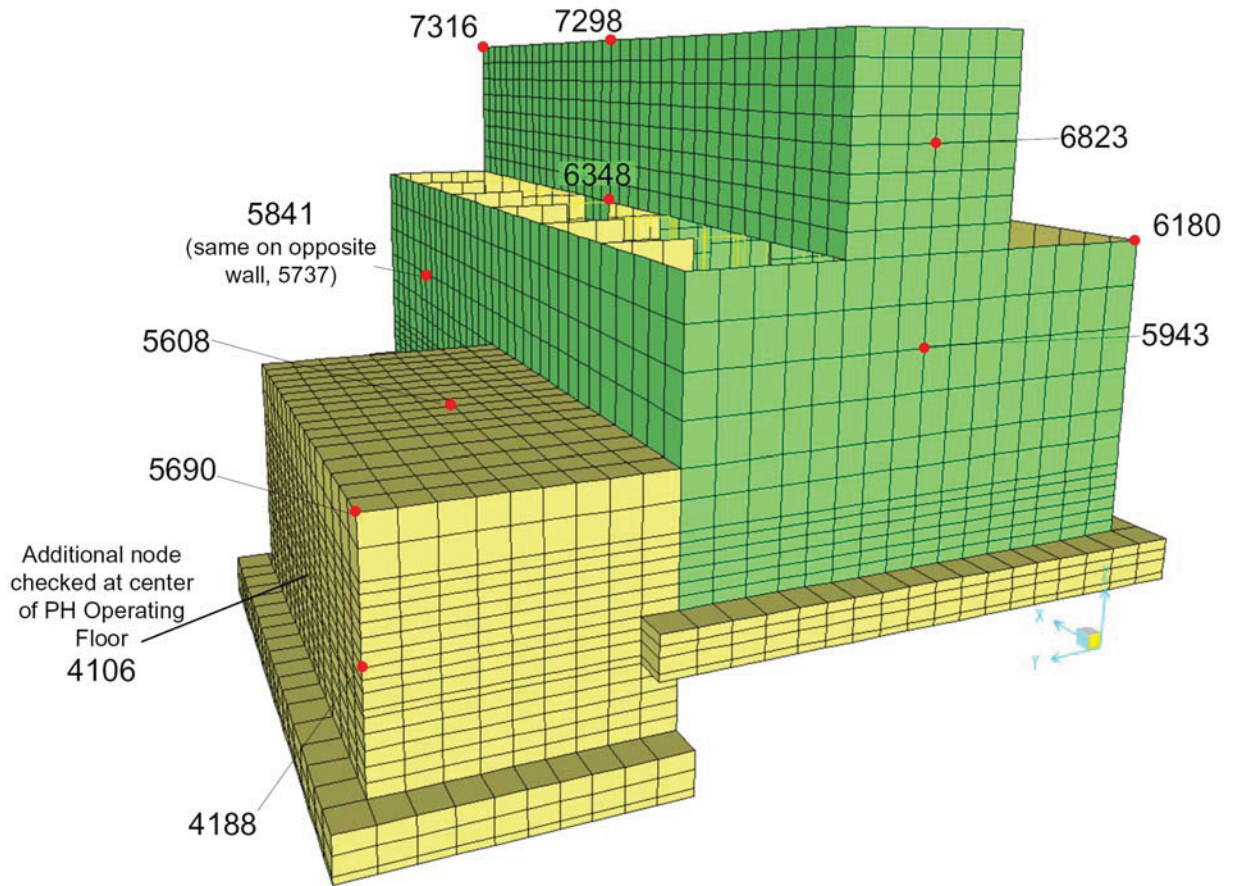 7316
7298
6823
6348
5841
(same on opposite
wall, 5737)
6180
5943
5608
5690
Additional node
checked at center
of PH Operating
Floor
4106
4188
X
Y
Z